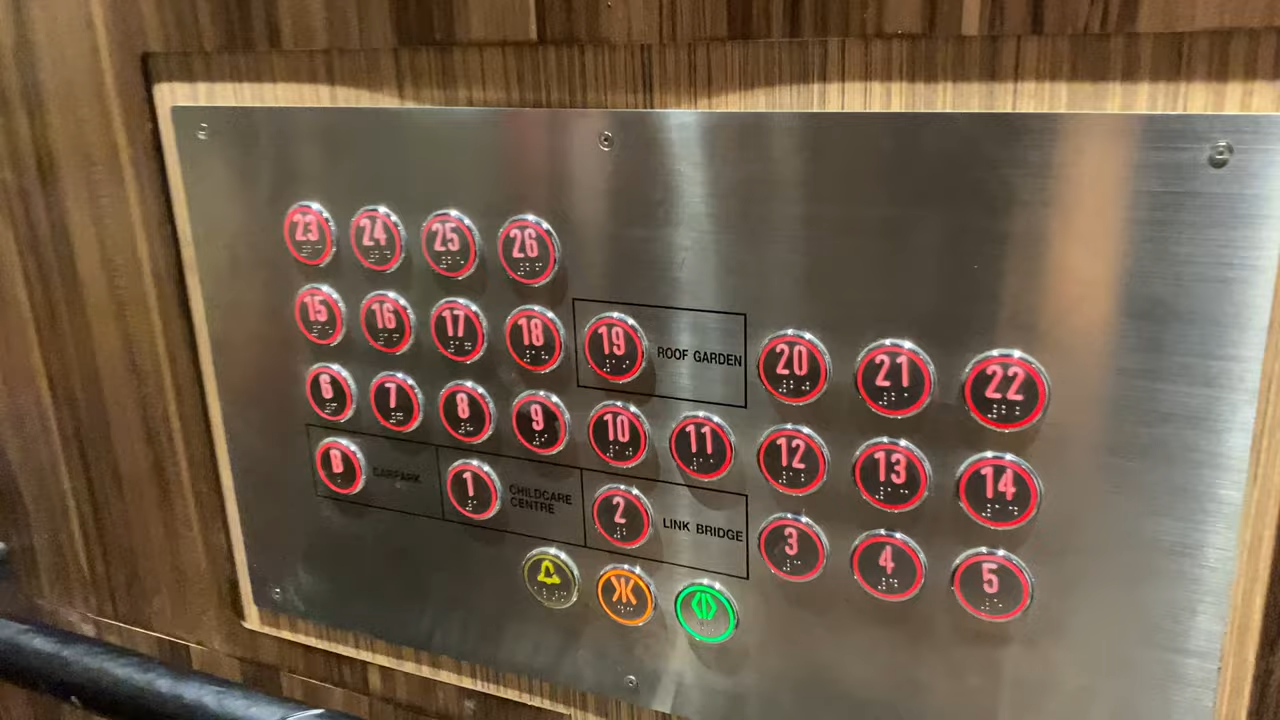 23 24 25 26
15 16 17 18 19 ROOF GARDEN 20 21 22
6 7 8 9 10 11 12 13 14
B CARPARK 1 CHILDCARE
CENTRE 2 LINK BRIDGE 3 4 5